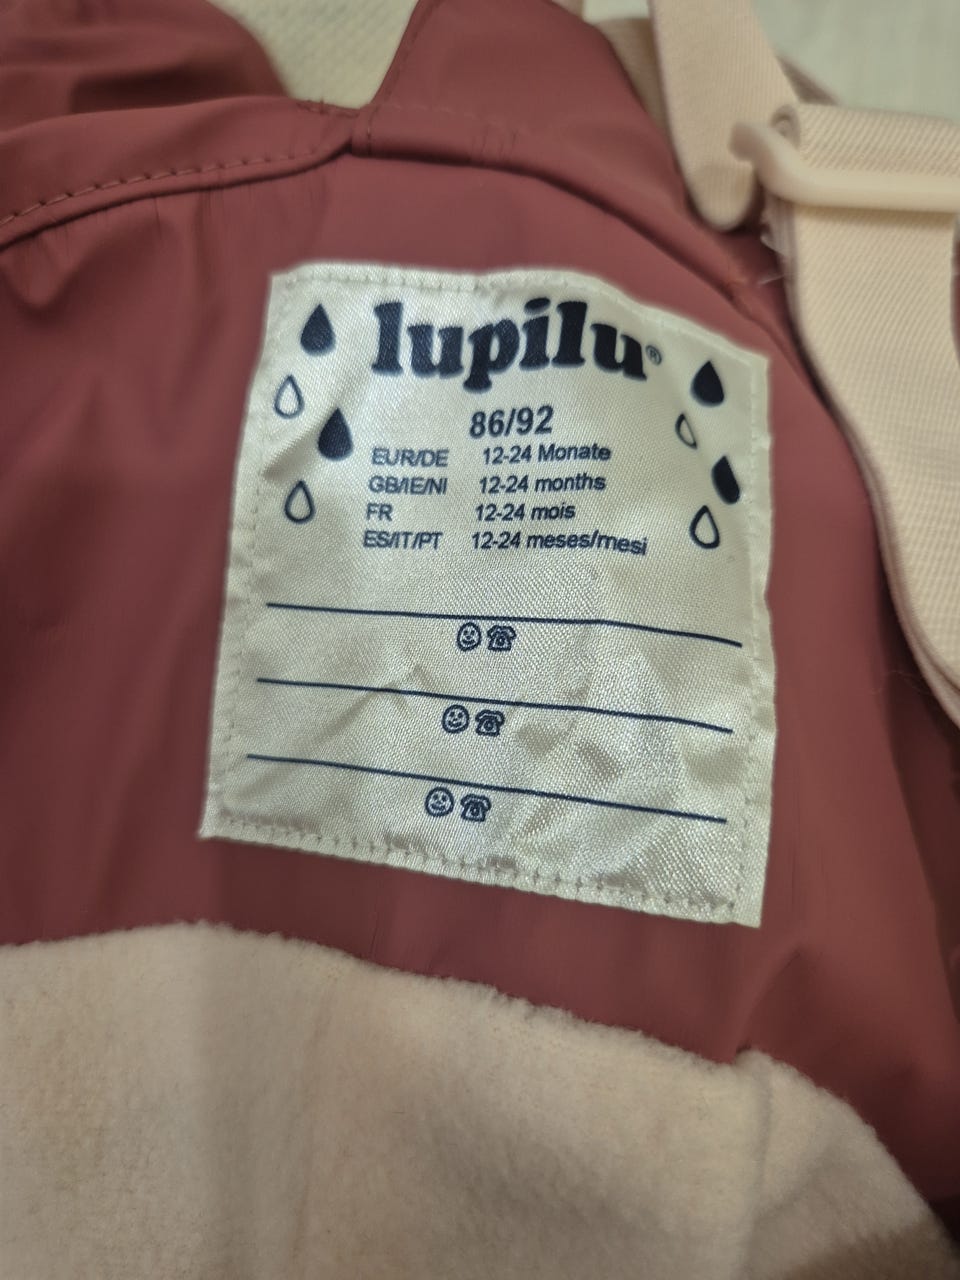 lupilu®
86/92
EUR/DE 12-24 Monate
GB/IE/NI 12-24 months
FR 12-24 mois
ES/IT/PT 12-24 meses/mesi